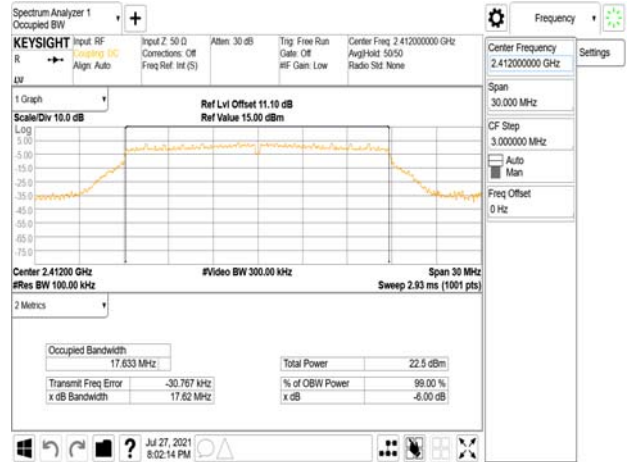 Spectrum Analyzer 1
Occupied BW
+
Frequency
KEYSIGHT Input: RF Input Z: 50 Ω Atten: 30 dB Trig: Free Run Center Freq: 2.412000000 GHz
R Coupling: DC Corrections: Off Gate: Off Avg|Hold: 50/50
Align: Auto Freq Ref: Int (S) #IF Gain: Low Radio Std: None
Center Frequency
2.412000000 GHz
Settings
Span
30.000 MHz
CF Step
3.000000 MHz
Auto
Man
Freq Offset
0 Hz
1 Graph
Ref Lvl Offset 11.10 dB
Scale/Div 10.0 dB Ref Value 15.00 dBm
Log
5.00
-5.00
-15.0
-25.0
-35.0
-45.0
-55.0
-65.0
-75.0
Center 2.41200 GHz #Video BW 300.00 kHz Span 30 MHz
#Res BW 100.00 kHz Sweep 2.93 ms (1001 pts)
2 Metrics
Occupied Bandwidth
17.633 MHz Total Power 22.5 dBm
Transmit Freq Error -30.767 kHz % of OBW Power 99.00 %
x dB Bandwidth 17.62 MHz x dB -6.00 dB
? Jul 27, 2021
8:02:14 PM